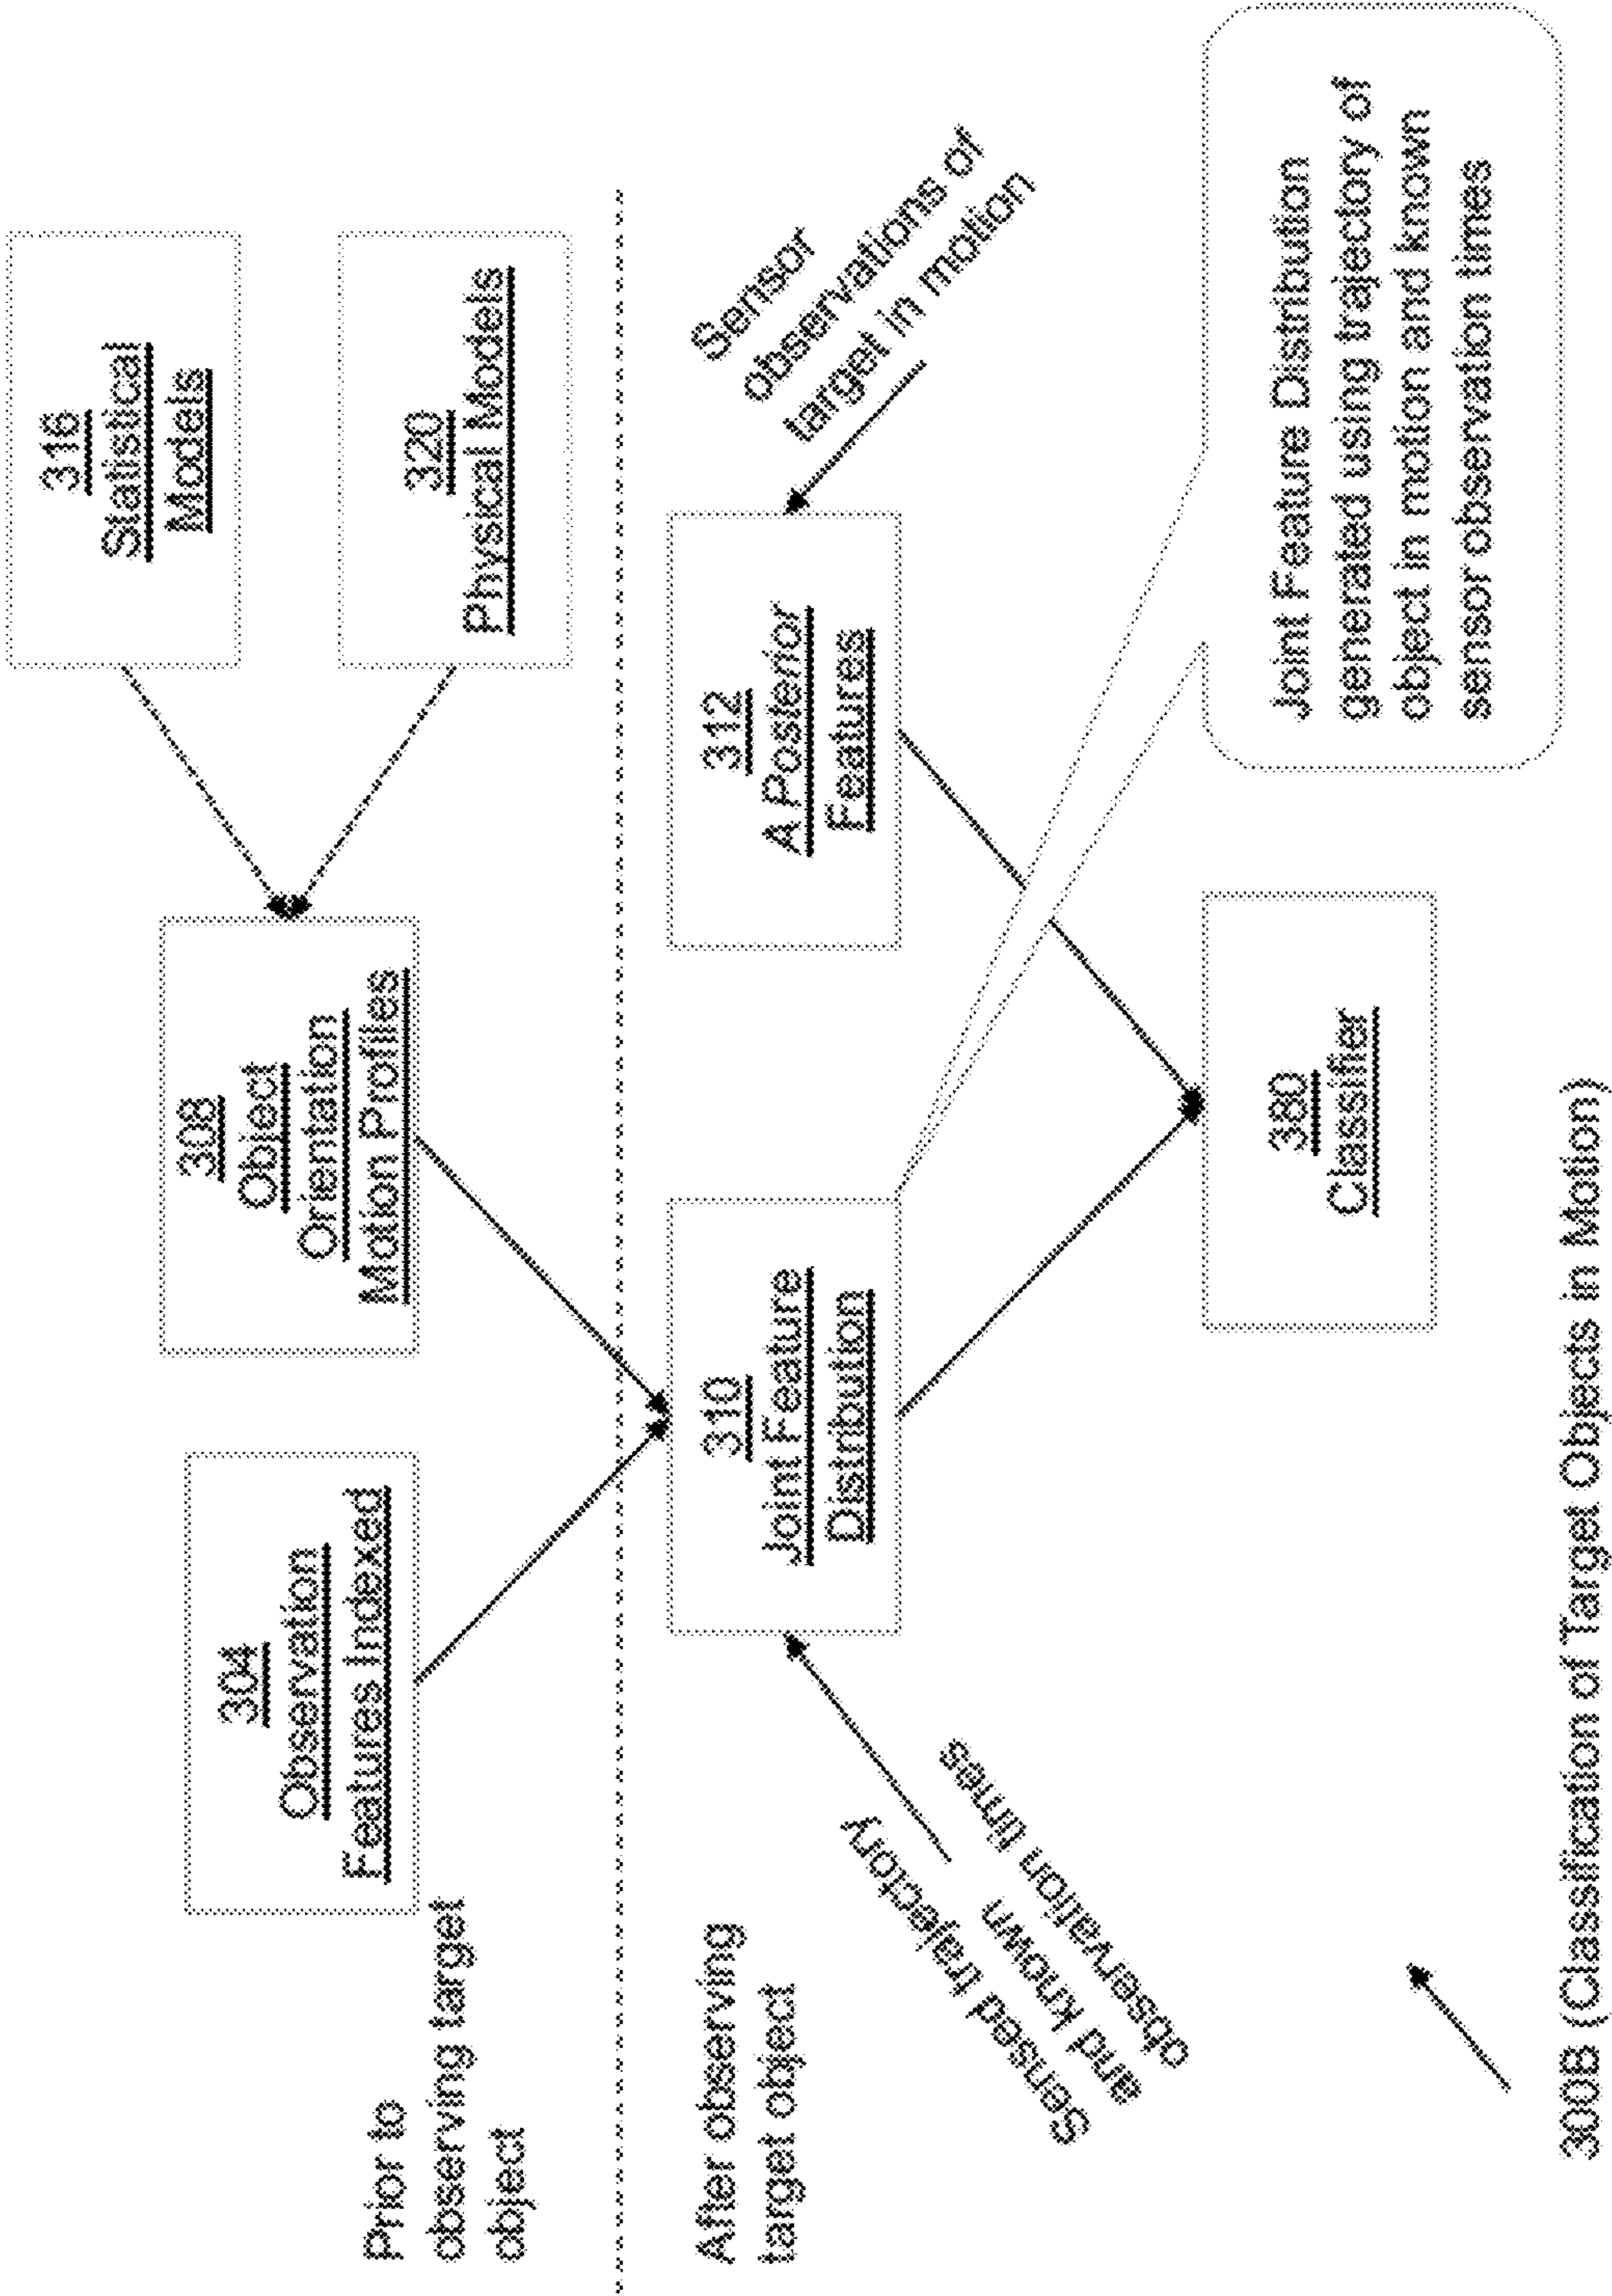 316
Statistical
Models
320
Physical Models
308
Object
Orientation
Motion Profiles
304
Observation
Features Indexed
Prior to
observing target
object
After observing
target object
Sensor
observations of
target in motion
312
A Posterior
Features
310
Joint Feature
Distribution
Sensed trajectory
and known
observation times
380
Classifier
Joint Feature Distribution
generated using trajectory of
object in motion and known
sensor observation times
300B (Classification of Target Objects in Motion)